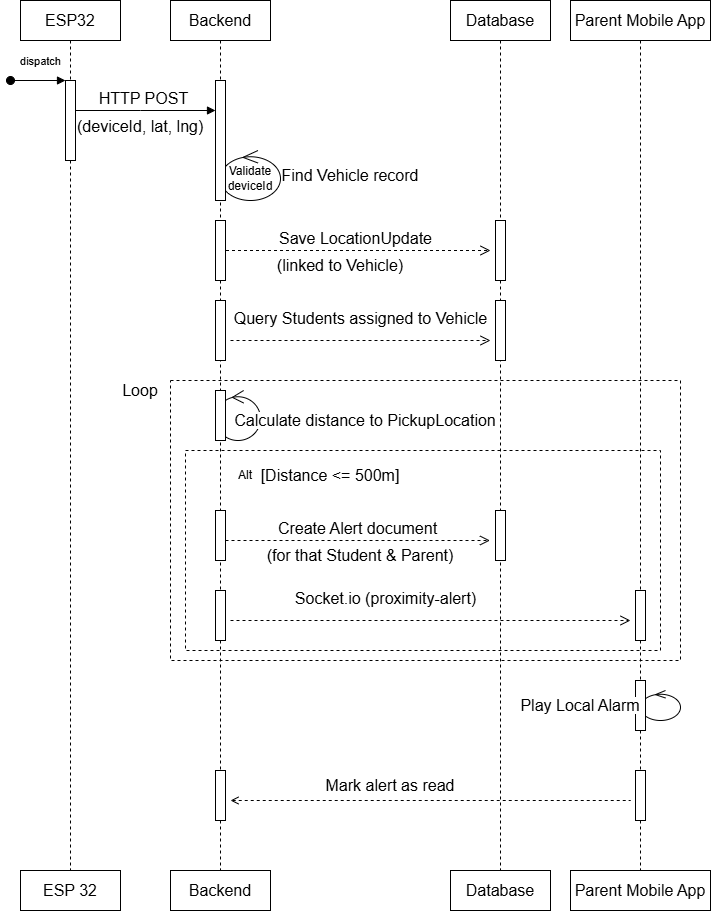 ESP32
Backend
Database
Parent Mobile App
dispatch
HTTP POST
(deviceId, lat, lng)
Validate
deviceId
Find Vehicle record
Save LocationUpdate
(linked to Vehicle)
Query Students assigned to Vehicle
Loop
Calculate distance to PickupLocation
Alt [Distance <= 500m]
Create Alert document
(for that Student & Parent)
Socket.io (proximity-alert)
Play Local Alarm
Mark alert as read
ESP 32
Backend
Database
Parent Mobile App